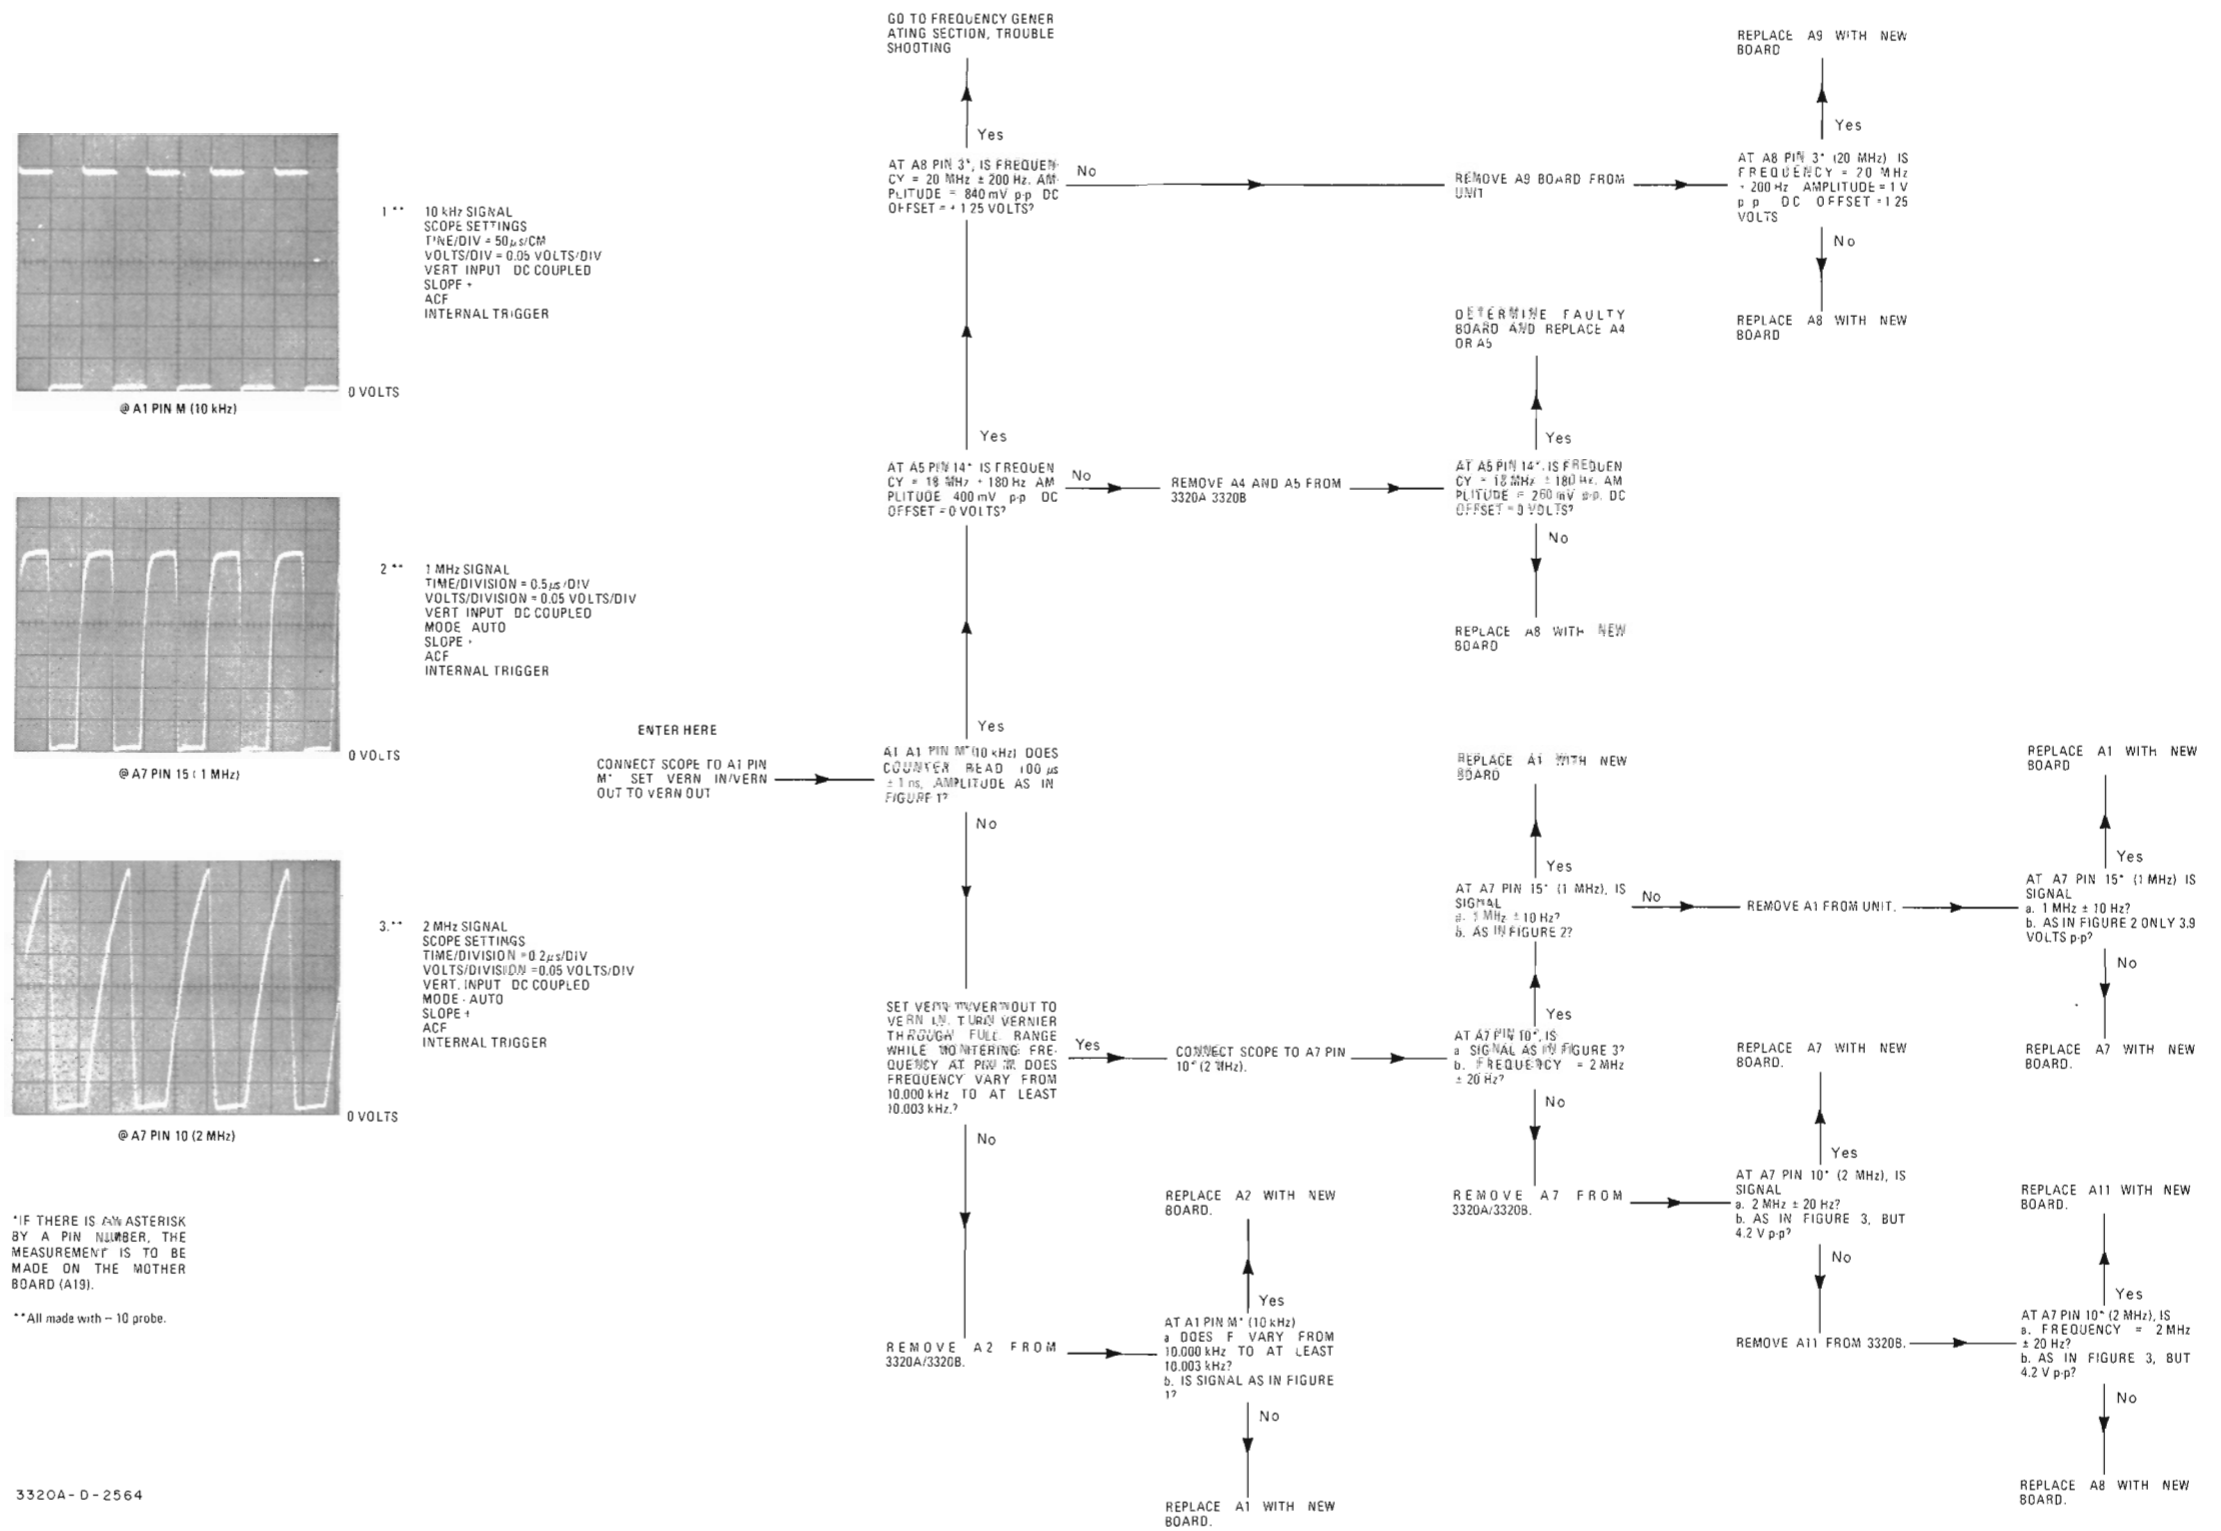 GO TO FREQUENCY GENER
ATING SECTION, TROUBLE
SHOOTING
Yes
AT A8 PIN 3*, IS FREQUEN-
CY = 20 MHz ± 200 Hz. AM-
PLITUDE = 840 mV p-p DC
OFFSET = + 1.25 VOLTS?
No
REMOVE A9 BOARD FROM
UNIT
REPLACE A9 WITH NEW
BOARD
Yes
AT A8 PIN 3* (20 MHz) IS
FREQUENCY = 20 MHz
200 Hz AMPLITUDE = 1 V
p p DC OFFSET = 1.25
VOLTS
No
REPLACE A8 WITH NEW
BOARD
0 VOLTS
@ A1 PIN M (10 kHz)
1 **
10 kHz SIGNAL
SCOPE SETTINGS
TIME/DIV = 50µs/CM
VOLTS/DIV = 0.05 VOLTS/DIV
VERT INPUT DC COUPLED
SLOPE +
ACF
INTERNAL TRIGGER
Yes
AT A5 PIN 14* IS FREQUEN
CY = 18 MHz 180 Hz AM
PLITUDE 400 mV p-p DC
OFFSET = 0 VOLTS?
No
REMOVE A4 AND A5 FROM
3320A 3320B
DETERMINE FAULTY
BOARD AND REPLACE A4
OR A5
Yes
AT A5 PIN 14*, IS FREQUEN
CY = 18 MHz ± 180 Hz, AM
PLITUDE = 260 mV p-p. DC
OFFSET = 0 VOLTS?
No
REPLACE A8 WITH NEW
BOARD
0 VOLTS
@ A7 PIN 15 ( 1 MHz)
2 **
1 MHz SIGNAL
TIME/DIVISION = 0.5µs/DIV
VOLTS/DIVISION = 0.05 VOLTS/DIV
VERT INPUT DC COUPLED
MODE AUTO
SLOPE +
ACF
INTERNAL TRIGGER
ENTER HERE
CONNECT SCOPE TO A1 PIN
M* SET VERN IN/VERN
OUT TO VERN OUT
Yes
AT A1 PIN M* (10 kHz) DOES
COUNTER READ 100 µs
± 1 ns, AMPLITUDE AS IN
FIGURE 1?
No
SET VERN IN/VERN OUT TO
VERN IN. TURN VERNIER
THROUGH FULL RANGE
WHILE MONITERING FRE-
QUENCY AT PIN M. DOES
FREQUENCY VARY FROM
10.000 kHz TO AT LEAST
10.003 kHz.?
Yes
CONNECT SCOPE TO A7 PIN
10* (2 MHz).
REPLACE A1 WITH NEW
BOARD
Yes
AT A7 PIN 15* (1 MHz), IS
SIGNAL
a. 1 MHz ± 10 Hz?
b. AS IN FIGURE 2?
No
REMOVE A1 FROM UNIT.
REPLACE A1 WITH NEW
BOARD
Yes
AT A7 PIN 15* (1 MHz) IS
SIGNAL
a. 1 MHz ± 10 Hz?
b. AS IN FIGURE 2 ONLY 3.9
VOLTS p-p?
No
REPLACE A7 WITH NEW
BOARD.
Yes
AT A7 PIN 10*, IS
a SIGNAL AS IN FIGURE 3?
b. FREQUENCY = 2 MHz
± 20 Hz?
No
REMOVE A7 FROM
3320A/3320B.
REPLACE A7 WITH NEW
BOARD.
Yes
AT A7 PIN 10* (2 MHz), IS
SIGNAL
a. 2 MHz ± 20 Hz?
b. AS IN FIGURE 3, BUT
4.2 V p-p?
No
REMOVE A11 FROM 3320B.
REPLACE A11 WITH NEW
BOARD.
Yes
AT A7 PIN 10* (2 MHz), IS
a. FREQUENCY = 2 MHz
± 20 Hz?
b. AS IN FIGURE 3, BUT
4.2 V p-p?
No
REPLACE A8 WITH NEW
BOARD.
0 VOLTS
@ A7 PIN 10 (2 MHz)
3. **
2 MHz SIGNAL
SCOPE SETTINGS
TIME/DIVISION = 0.2µs/DIV
VOLTS/DIVISION = 0.05 VOLTS/DIV
VERT. INPUT DC COUPLED
MODE - AUTO
SLOPE +
ACF
INTERNAL TRIGGER
No
REMOVE A2 FROM
3320A/3320B.
REPLACE A2 WITH NEW
BOARD.
Yes
AT A1 PIN M* (10 kHz)
a DOES F VARY FROM
10.000 kHz TO AT LEAST
10.003 kHz?
b. IS SIGNAL AS IN FIGURE
1?
No
REPLACE A1 WITH NEW
BOARD.
*IF THERE IS AN ASTERISK
BY A PIN NUMBER, THE
MEASUREMENT IS TO BE
MADE ON THE MOTHER
BOARD (A19).
**All made with – 10 probe.
3320A-D-2564